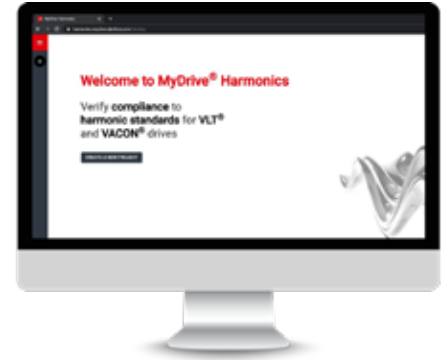 Welcome to MyDrive® Harmonics
Verify compliance to
harmonic standards for VLT®
and VACON® drives
CREATE A NEW PROJECT